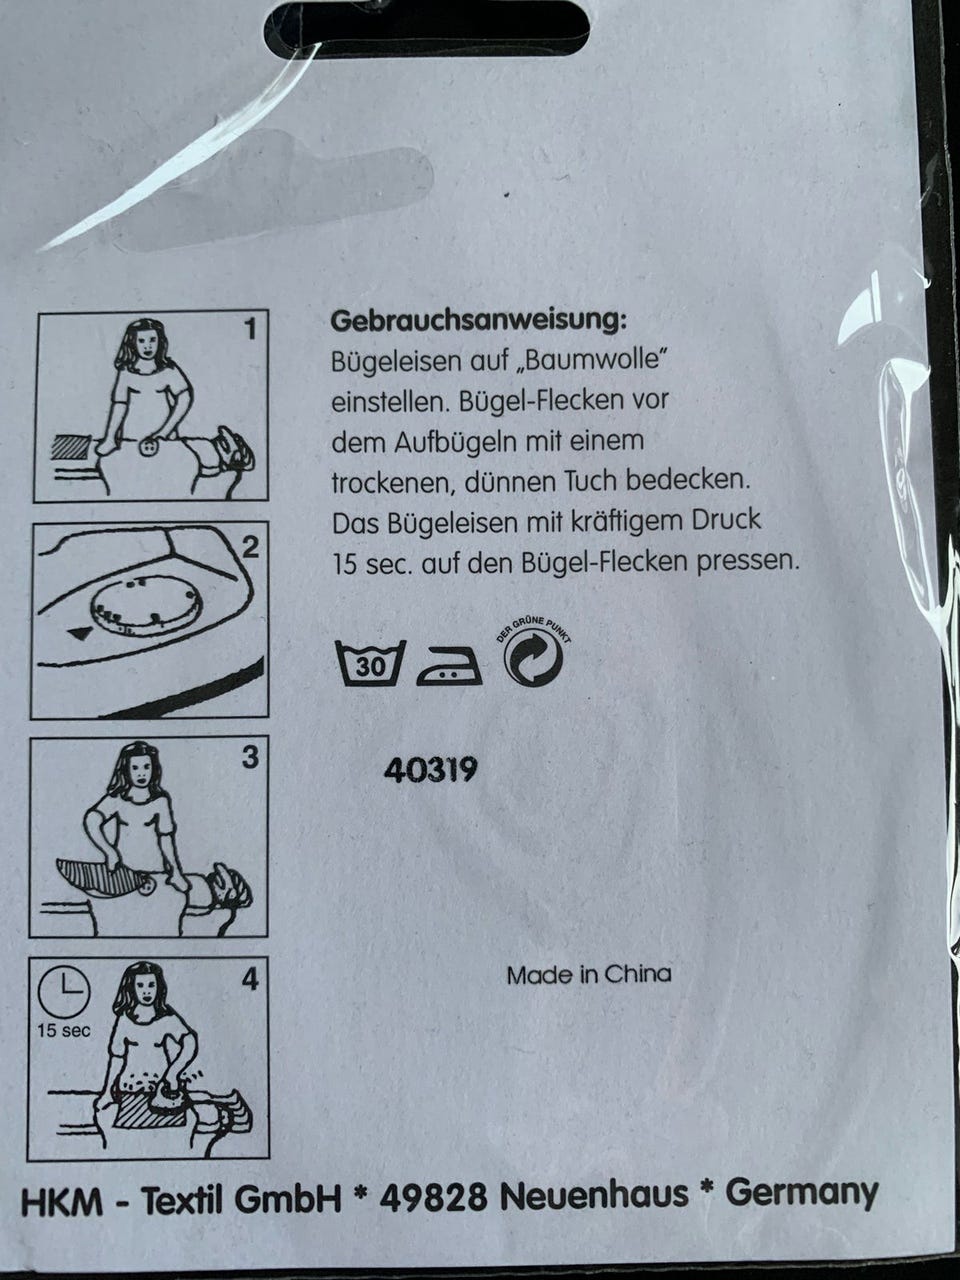 1
Gebrauchsanweisung:
Bügeleisen auf „Baumwolle“
einstellen. Bügel-Flecken vor
dem Aufbügeln mit einem
trockenen, dünnen Tuch bedecken.
Das Bügeleisen mit kräftigem Druck
15 sec. auf den Bügel-Flecken pressen.
2
DER GRÜNE PUNKT
30
3
40319
4
15 sec
Made in China
HKM - Textil GmbH * 49828 Neuenhaus * Germany